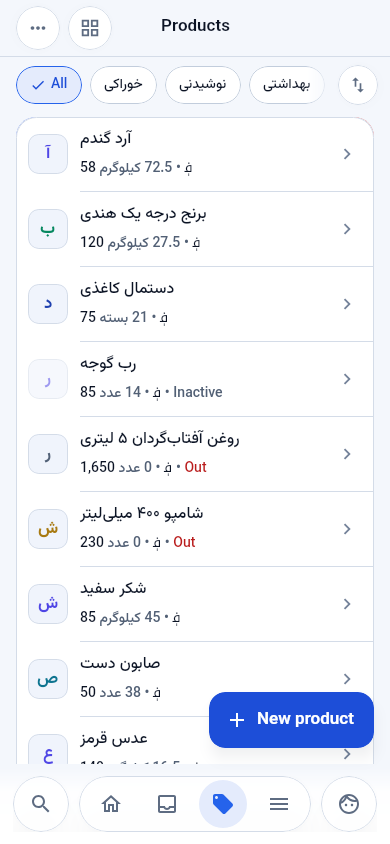 Products
All
خوراکی
نوشیدنی
بهداشتی
آ
آرد گندم
58 ؋ • 72.5 کیلوگرم
ب
برنج درجه یک هندی
120 ؋ • 27.5 کیلوگرم
د
دستمال کاغذی
75 ؋ • 21 بسته
ر
رب گوجه
85 ؋ • 14 عدد • Inactive
ر
روغن آفتاب‌گردان ۵ لیتری
1,650 ؋ • 0 عدد • Out
ش
شامپو ۴۰۰ میلی‌لیتر
230 ؋ • 0 عدد • Out
ش
شکر سفید
85 ؋ • 45 کیلوگرم
ص
صابون دست
50 ؋ • 38 عدد
ع
عدس قرمز
New product